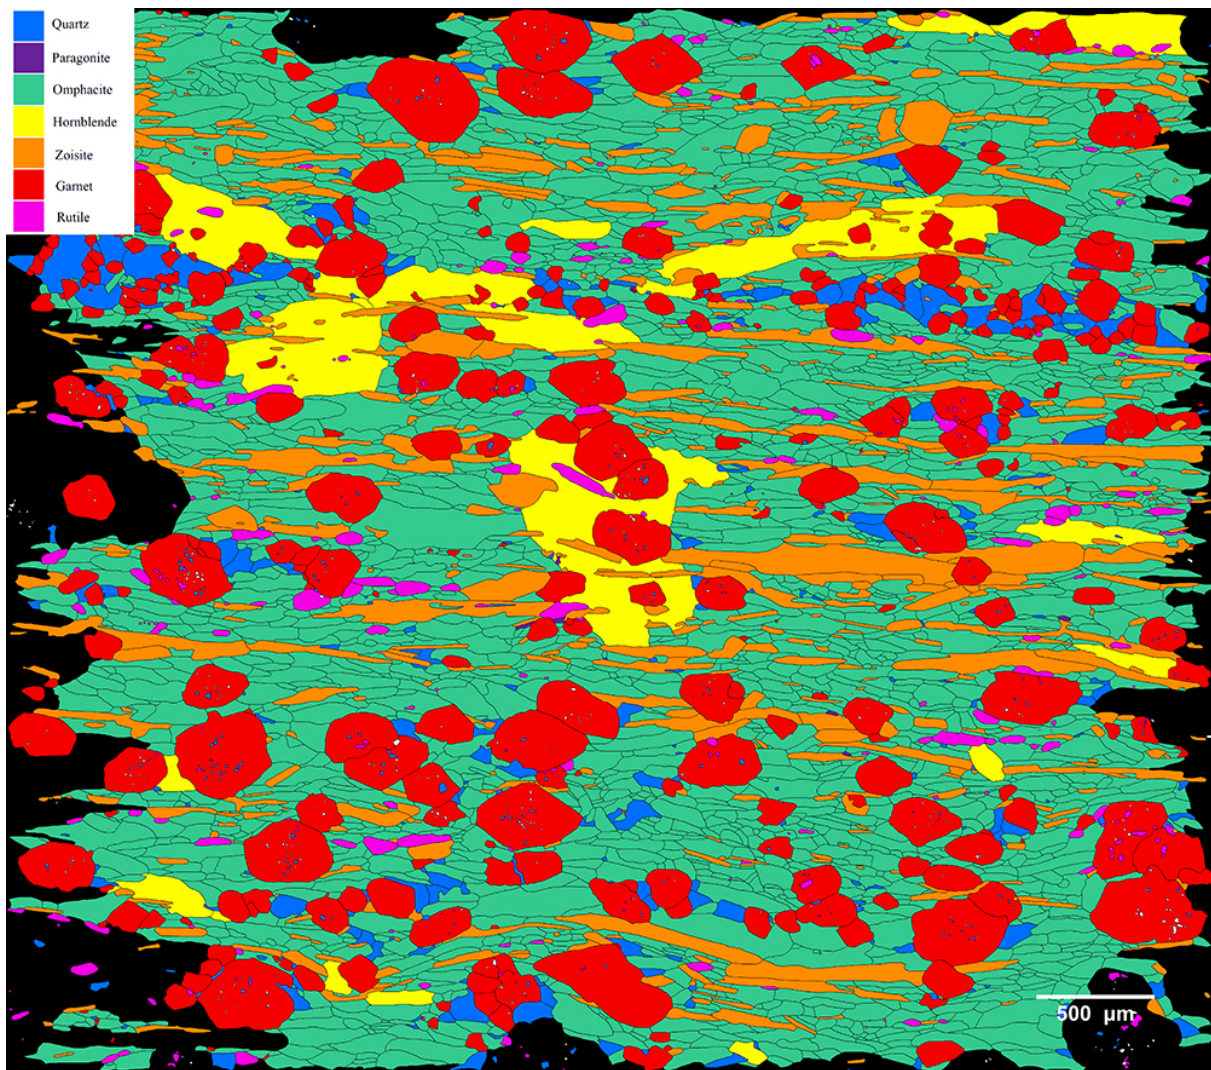 Quartz
Paragonite
Omphacite
Hornblende
Zoisite
Garnet
Rutile
500 µm